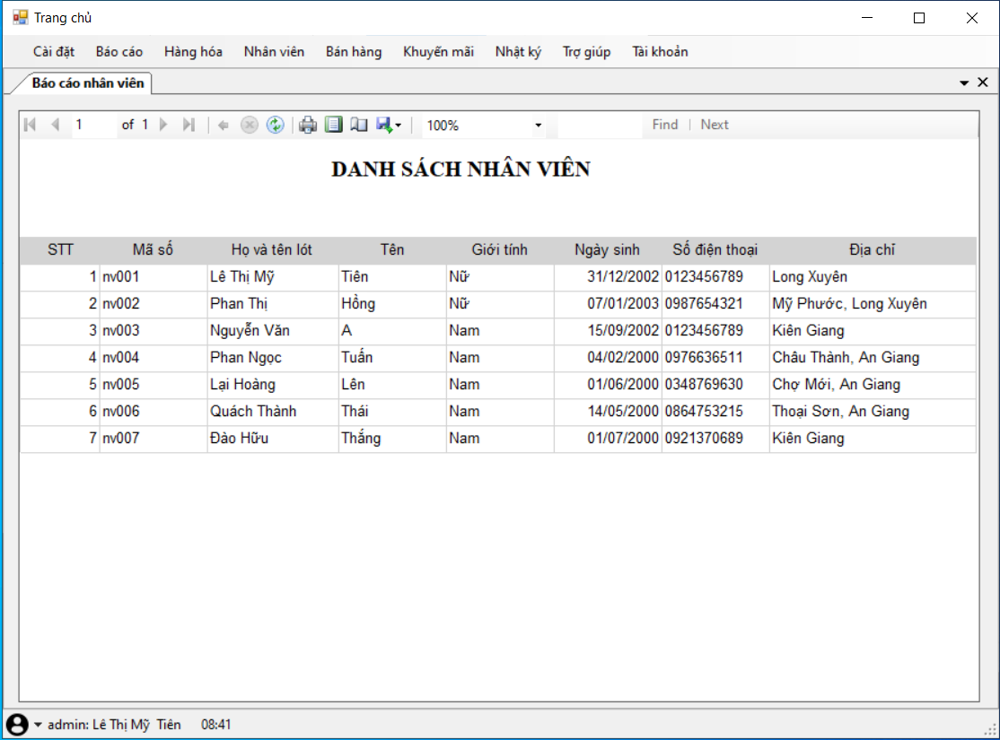 Trang chủ
Cài đặt Báo cáo Hàng hóa Nhân viên Bán hàng Khuyến mãi Nhật ký Trợ giúp Tài khoản
Báo cáo nhân viên
1 of 1 100% Find | Next
DANH SÁCH NHÂN VIÊN
STT Mã số Họ và tên lót Tên Giới tính Ngày sinh Số điện thoại Địa chỉ
1 nv001 Lê Thị Mỹ Tiên Nữ 31/12/2002 0123456789 Long Xuyên
2 nv002 Phan Thị Hồng Nữ 07/01/2003 0987654321 Mỹ Phước, Long Xuyên
3 nv003 Nguyễn Văn A Nam 15/09/2002 0123456789 Kiên Giang
4 nv004 Phan Ngọc Tuấn Nam 04/02/2000 0976636511 Châu Thành, An Giang
5 nv005 Lại Hoàng Lên Nam 01/06/2000 0348769630 Chợ Mới, An Giang
6 nv006 Quách Thành Thái Nam 14/05/2000 0864753215 Thoại Sơn, An Giang
7 nv007 Đào Hữu Thắng Nam 01/07/2000 0921370689 Kiên Giang
admin: Lê Thị Mỹ Tiên 08:41